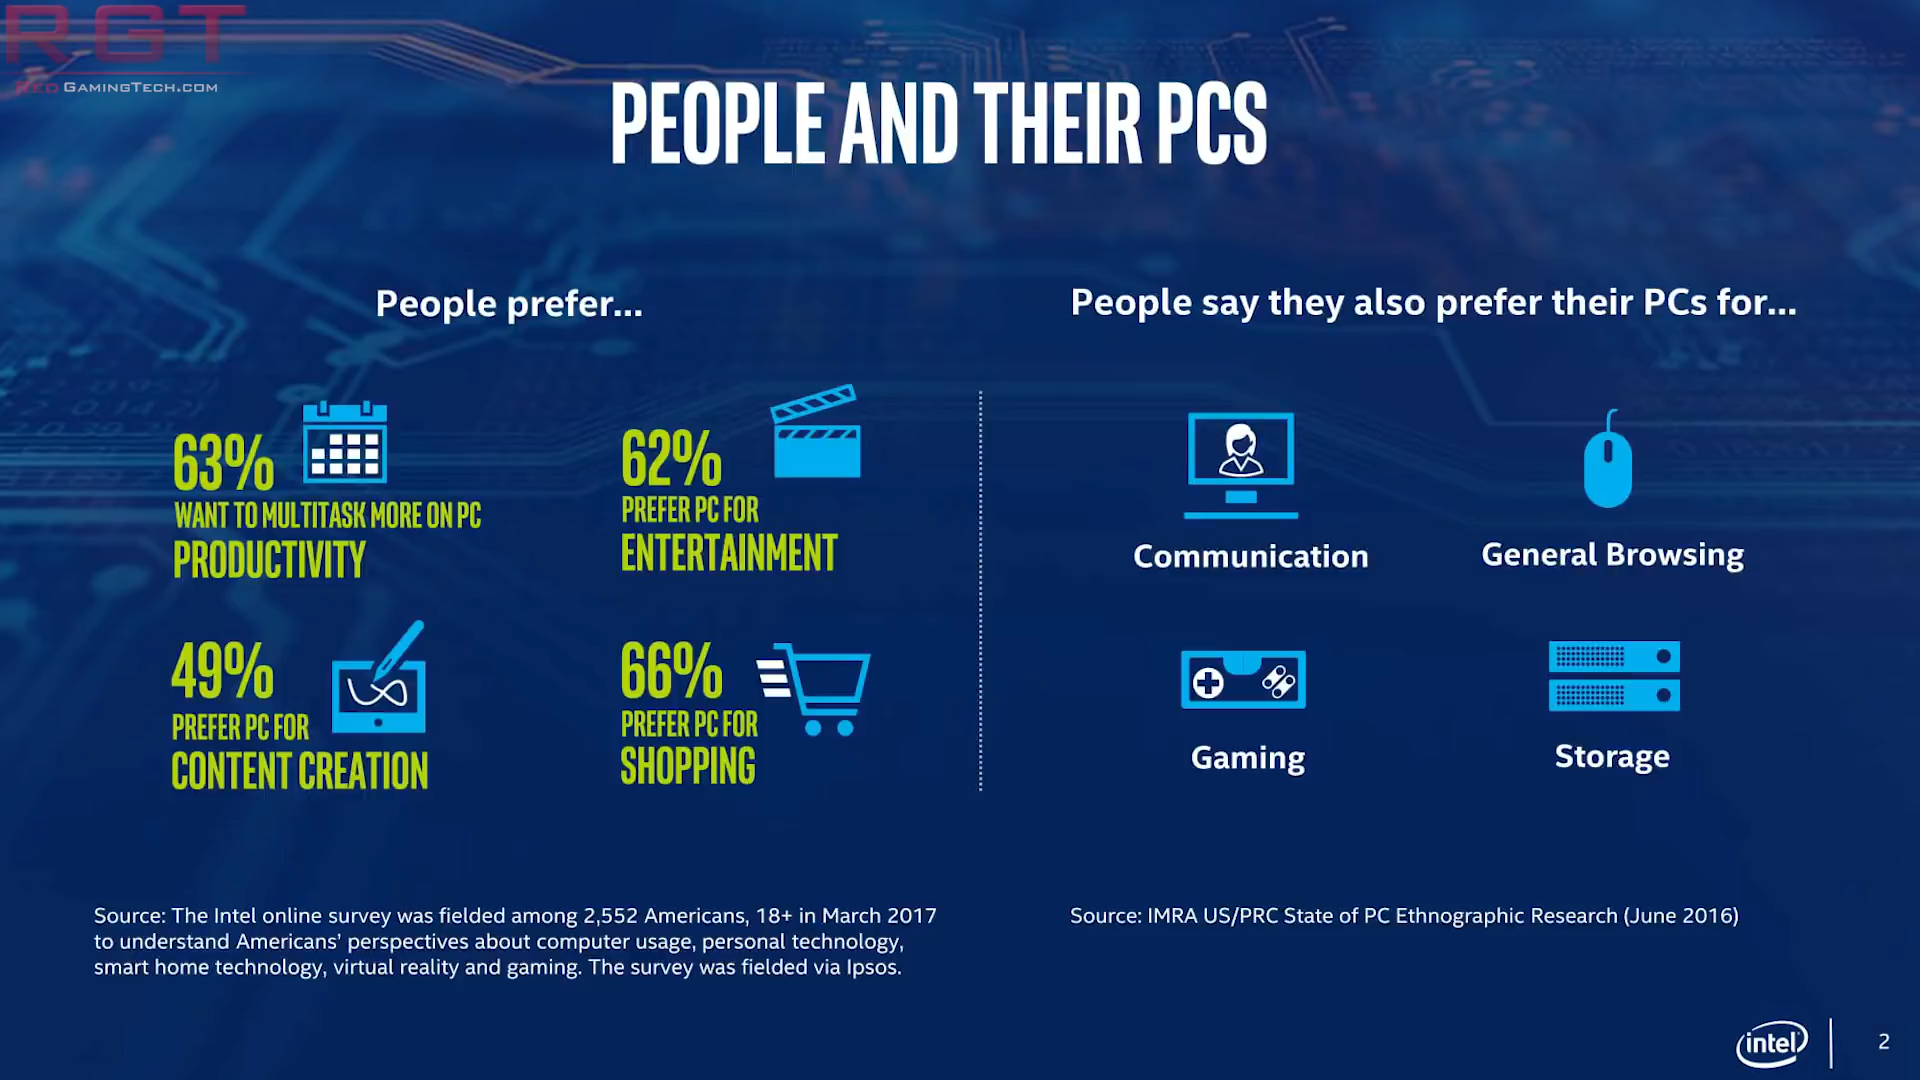 RGT
RedGamingTech.com
PEOPLE AND THEIR PCS
People prefer...
63%
WANT TO MULTITASK MORE ON PC
PRODUCTIVITY
62%
PREFER PC FOR
ENTERTAINMENT
49%
PREFER PC FOR
CONTENT CREATION
66%
PREFER PC FOR
SHOPPING
People say they also prefer their PCs for...
Communication
General Browsing
Gaming
Storage
Source: The Intel online survey was fielded among 2,552 Americans, 18+ in March 2017
to understand Americans’ perspectives about computer usage, personal technology,
smart home technology, virtual reality and gaming. The survey was fielded via Ipsos.
Source: IMRA US/PRC State of PC Ethnographic Research (June 2016)
intel
2